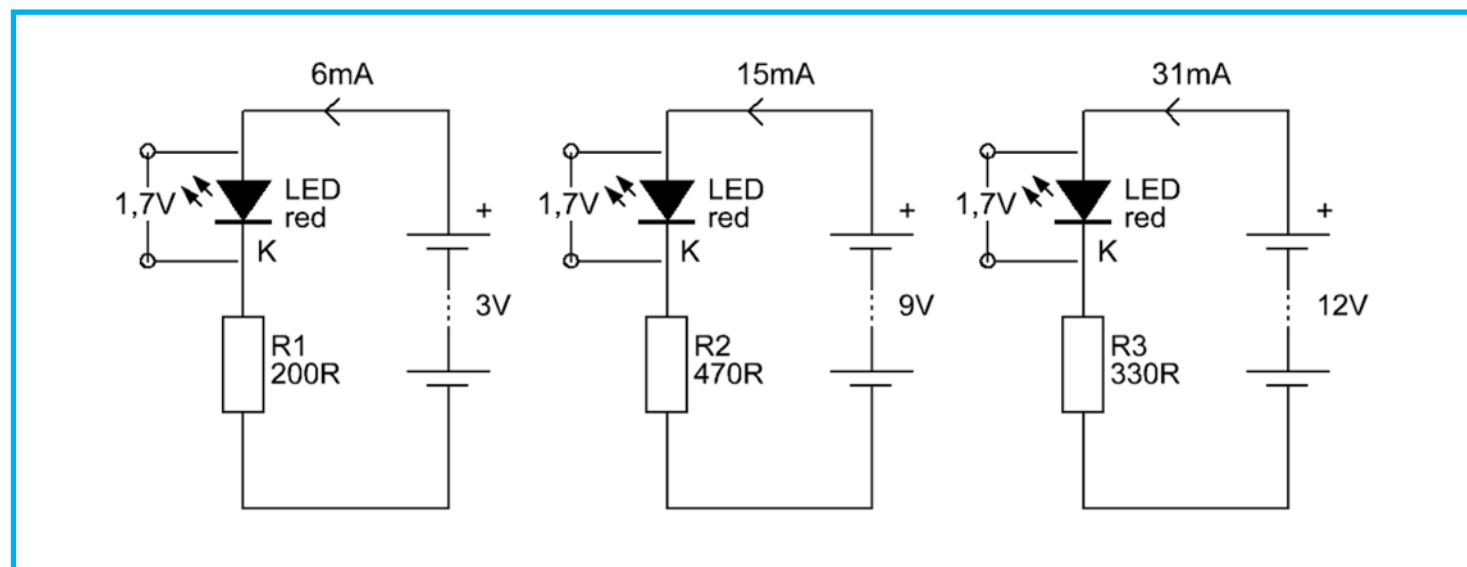 6mA
1,7V
LED
red
K
+
3V
R1
200R
15mA
1,7V
LED
red
K
+
9V
R2
470R
31mA
1,7V
LED
red
K
+
12V
R3
330R